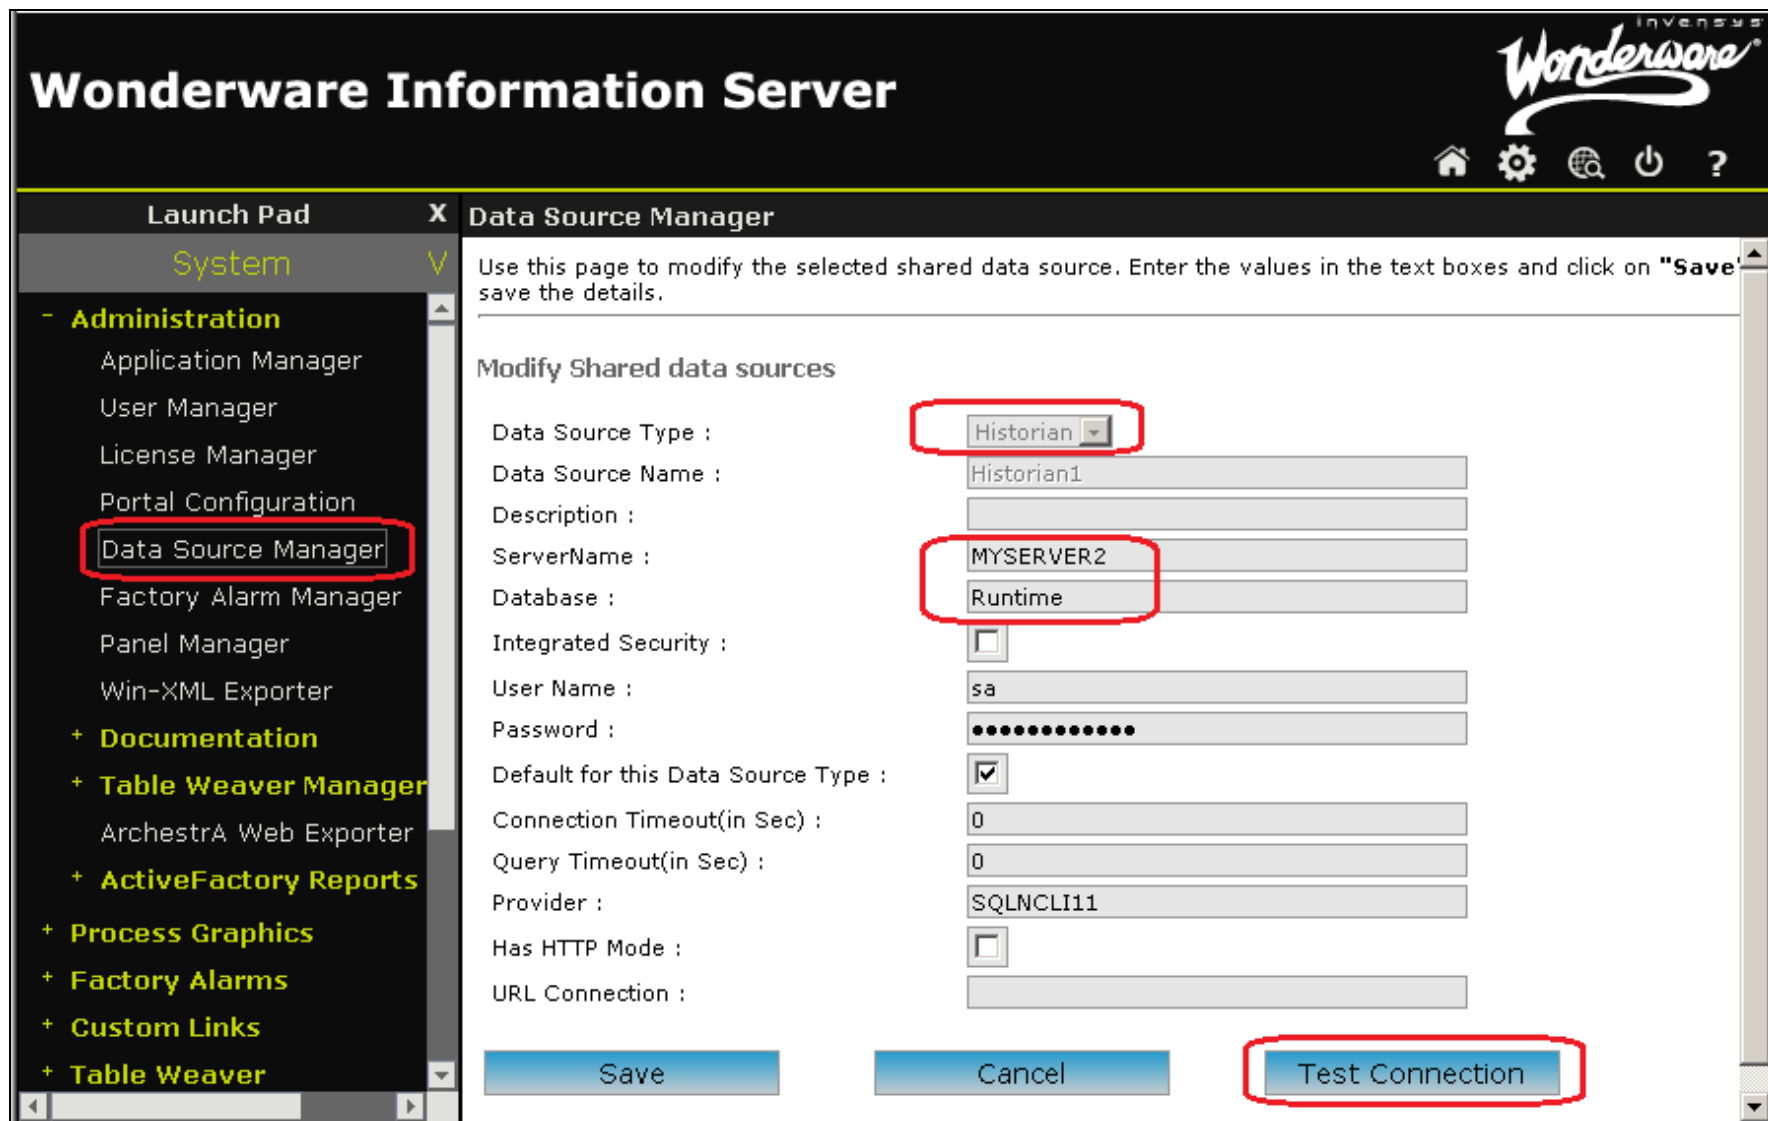 invensys
Wonderware
Wonderware Information Server
?
Launch Pad X
System V
- Administration
Application Manager
User Manager
License Manager
Portal Configuration
Data Source Manager
Factory Alarm Manager
Panel Manager
Win-XML Exporter
+ Documentation
+ Table Weaver Manager
ArchestrA Web Exporter
+ ActiveFactory Reports
+ Process Graphics
+ Factory Alarms
+ Custom Links
+ Table Weaver
Data Source Manager
Use this page to modify the selected shared data source. Enter the values in the text boxes and click on "Save"
save the details.
Modify Shared data sources
Data Source Type : Historian
Data Source Name : Historian1
Description :
ServerName : MYSERVER2
Database : Runtime
Integrated Security :
User Name : sa
Password : ••••••••••••
Default for this Data Source Type :
Connection Timeout(in Sec) : 0
Query Timeout(in Sec) : 0
Provider : SQLNCLI11
Has HTTP Mode :
URL Connection :
Save Cancel Test Connection